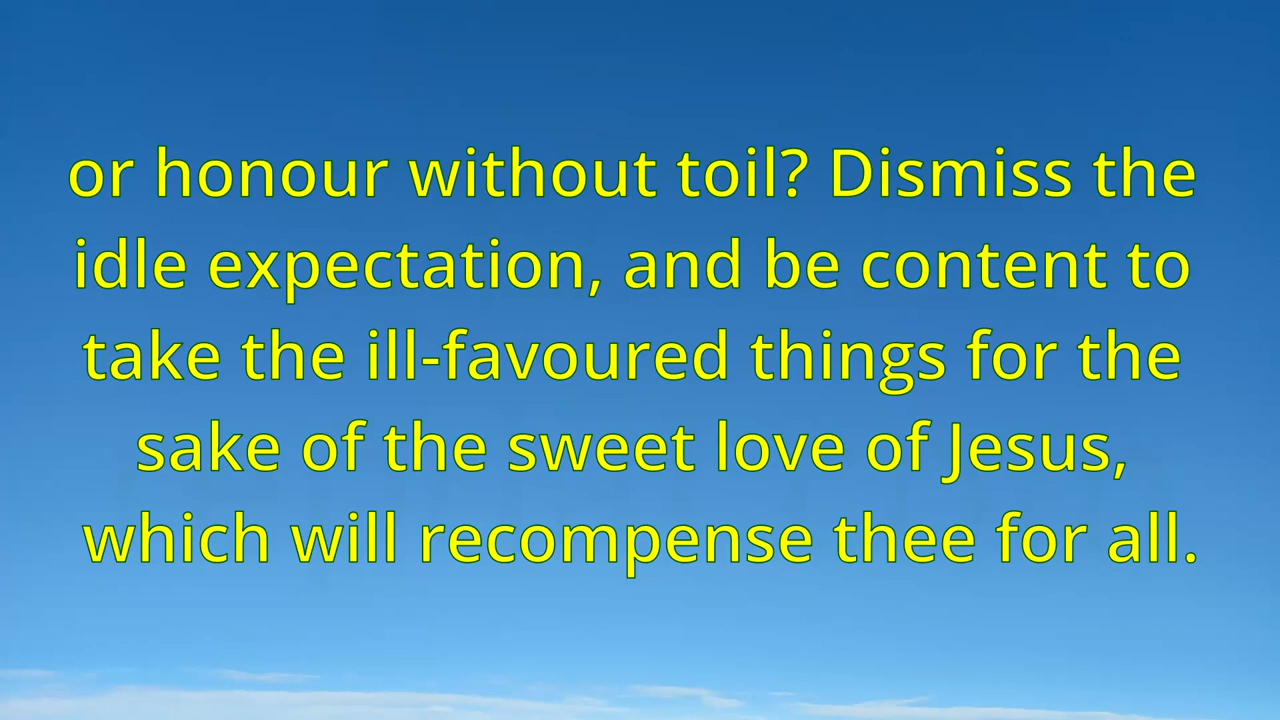 or honour without toil? Dismiss the
idle expectation, and be content to
take the ill-favoured things for the
sake of the sweet love of Jesus,
which will recompense thee for all.